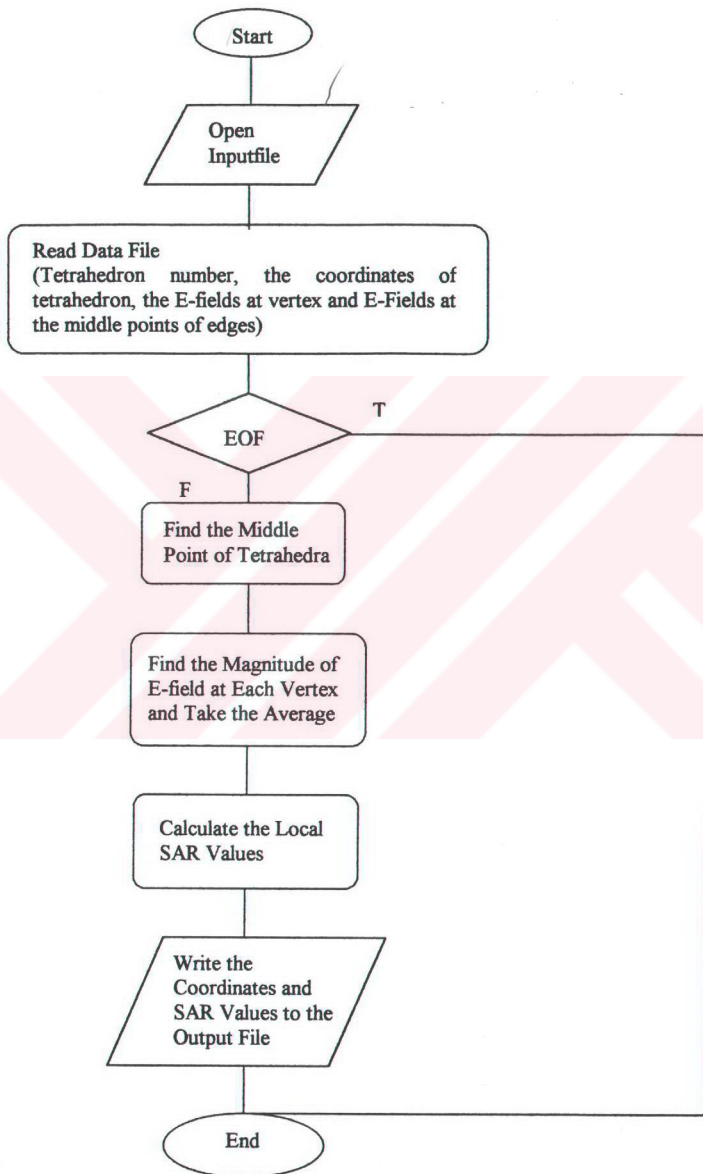 Start
Open
Inputfile
Read Data File
(Tetrahedron number, the coordinates of
tetrahedron, the E-fields at vertex and E-Fields at
the middle points of edges)
EOF
T
F
Find the Middle
Point of Tetrahedra
Find the Magnitude of
E-field at Each Vertex
and Take the Average
Calculate the Local
SAR Values
Write the
Coordinates and
SAR Values to the
Output File
End